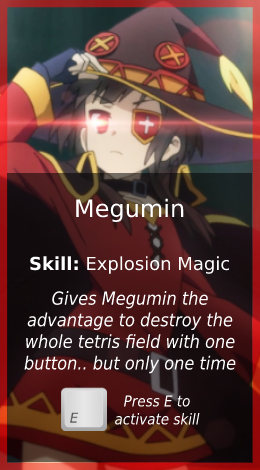 Megumin
Skill: Explosion Magic
Gives Megumin the
advantage to destroy the
whole tetris field with one
button.. but only one time
E
Press E to
activate skill